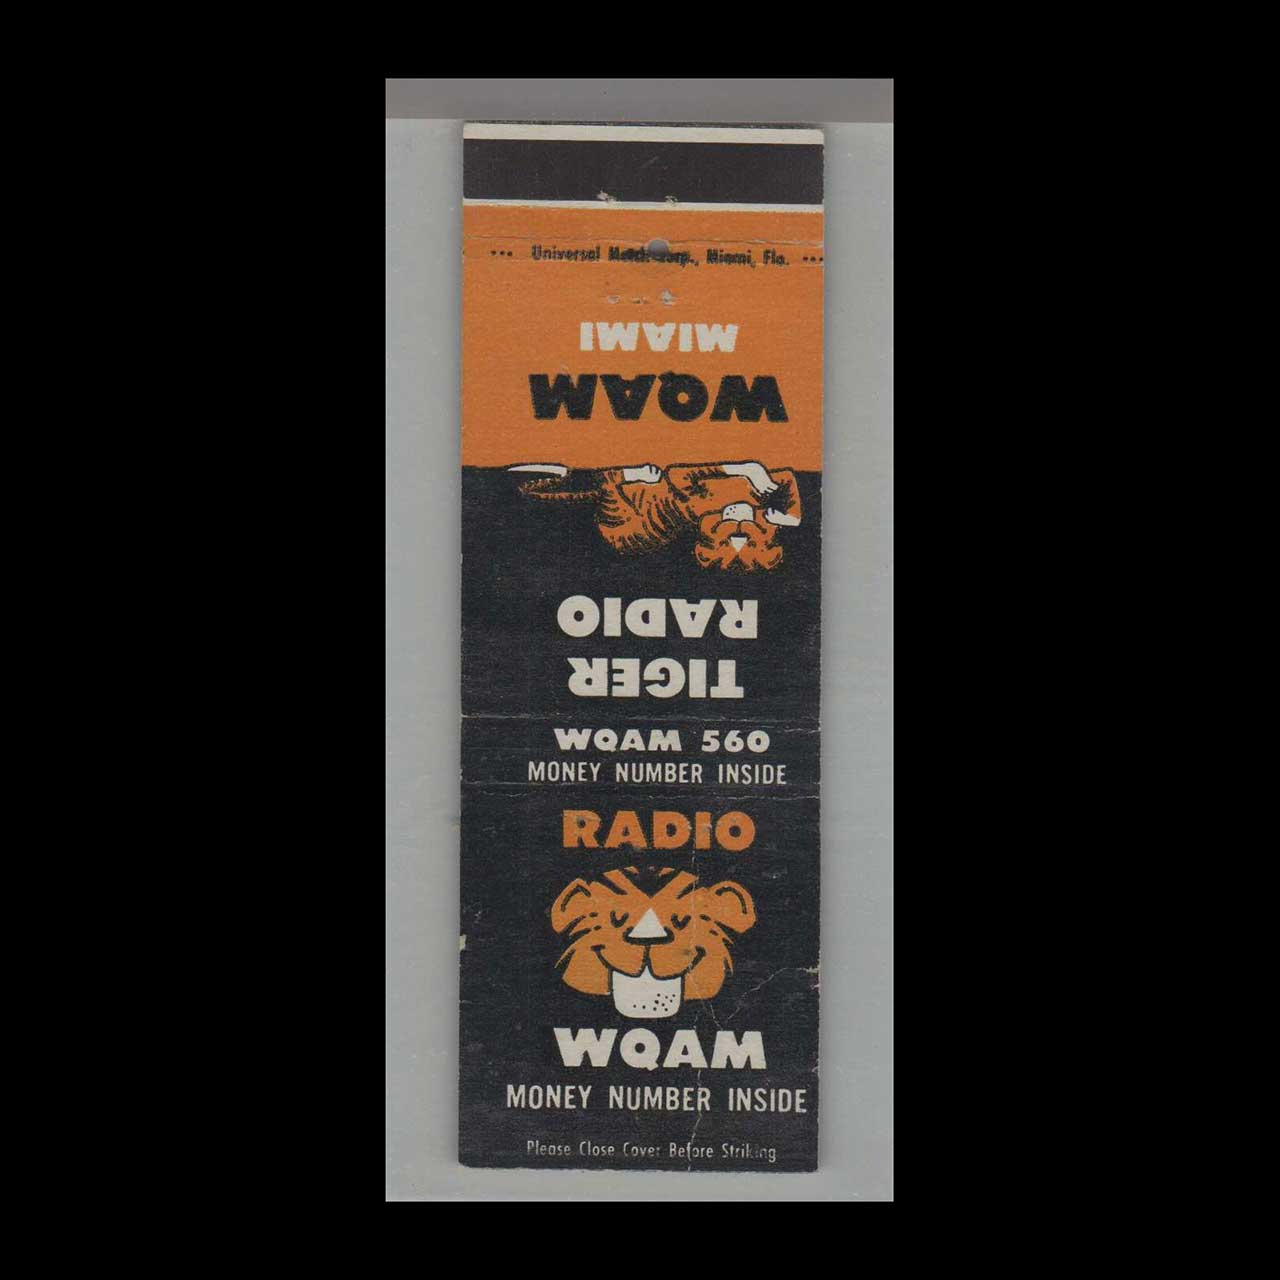 Universal Match Corp., Miami, Fla.
MIAMI
WQAM
RADIO
TIGER
WQAM 560
MONEY NUMBER INSIDE
RADIO
WQAM
MONEY NUMBER INSIDE
Please Close Cover Before Striking